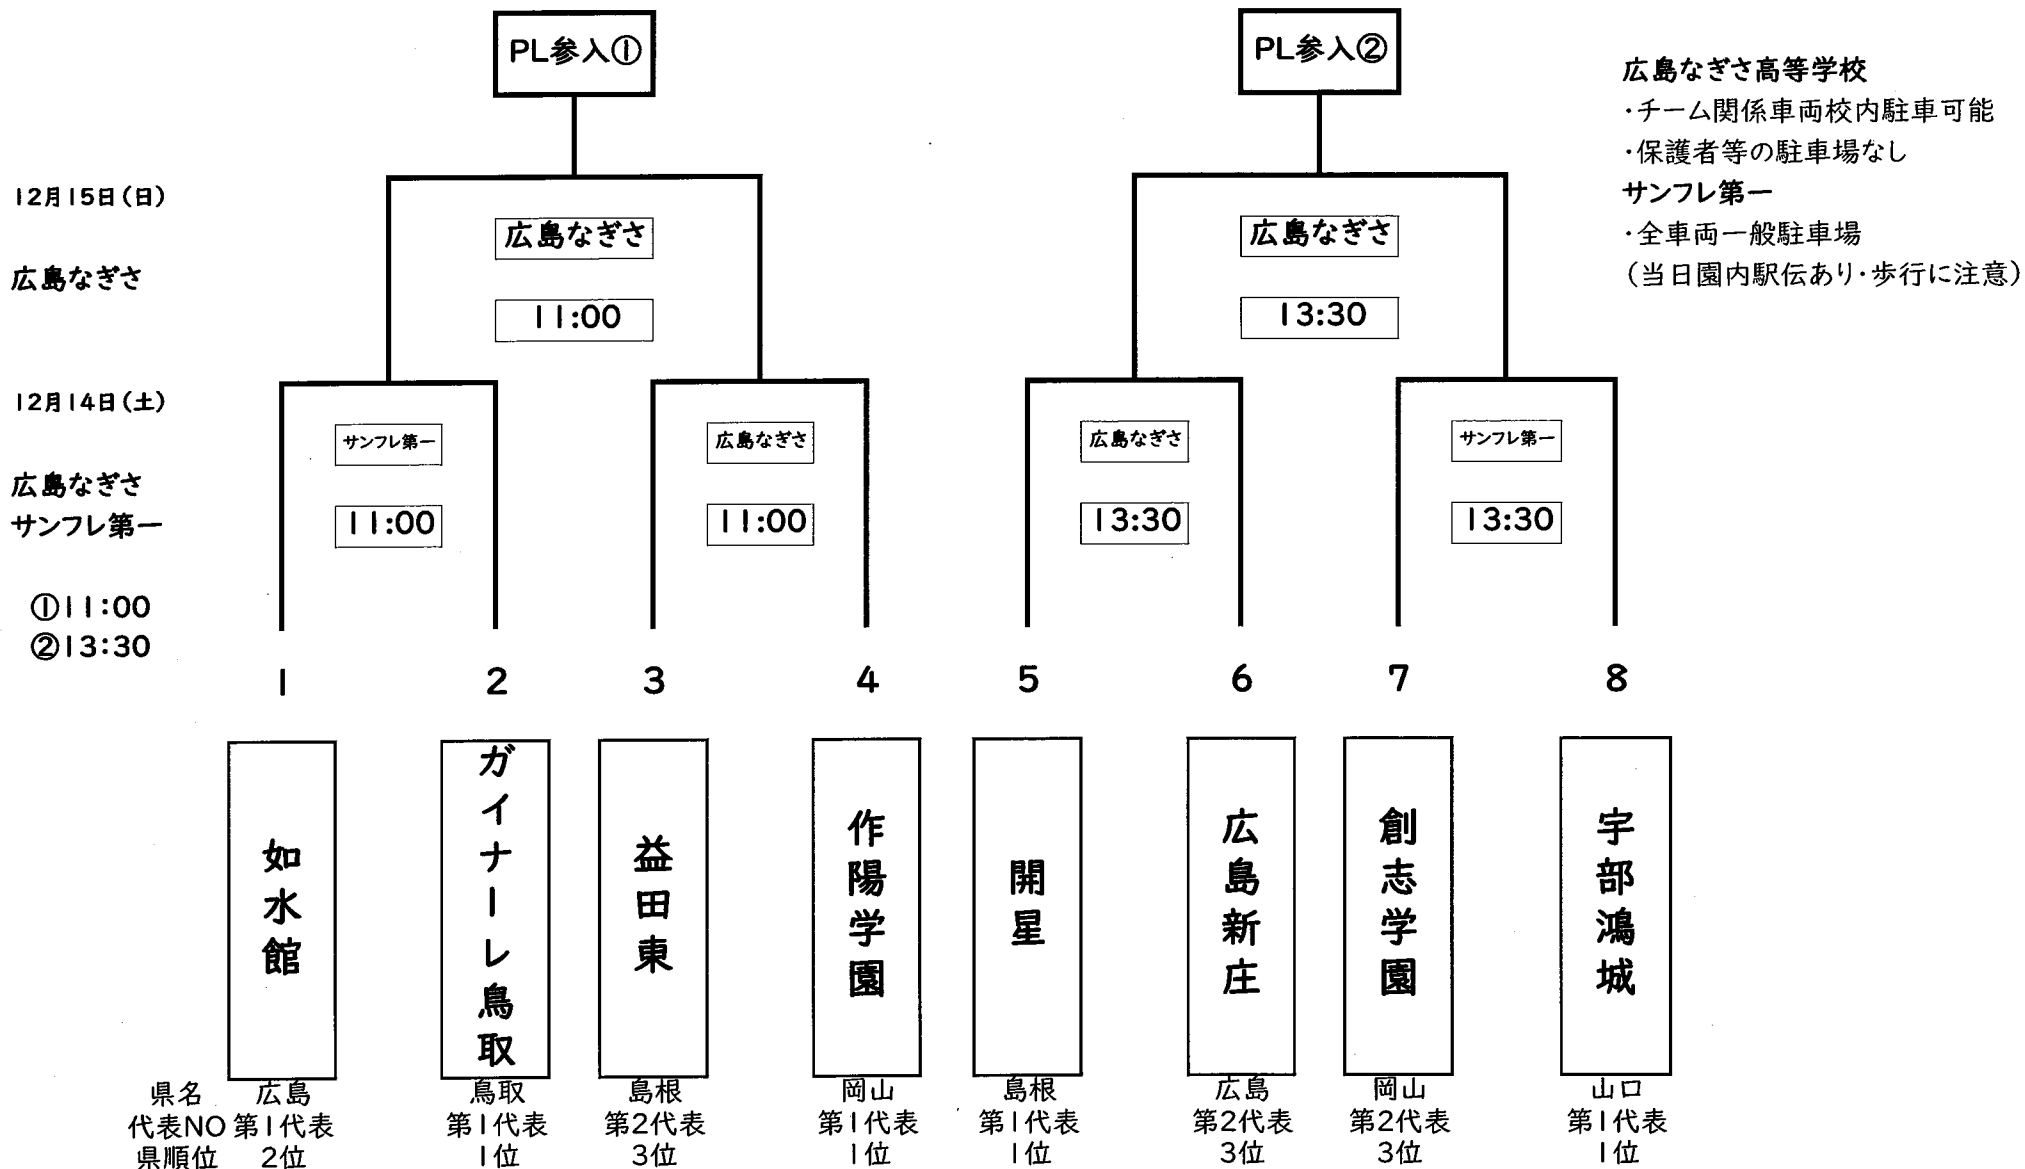 PL参入①
PL参入②
広島なぎさ高等学校
・チーム関係車両校内駐車可能
・保護者等の駐車場なし
サンフレ第一
・全車両一般駐車場
(当日園内駅伝あり・歩行に注意)
12月15日(日)
広島なぎさ
広島なぎさ
11:00
広島なぎさ
13:30
12月14日(土)
広島なぎさ
サンフレ第一
①11:00
②13:30
サンフレ第一
11:00
広島なぎさ
11:00
広島なぎさ
13:30
サンフレ第一
13:30
1 2 3 4 5 6 7 8
如水館
ガイナーレ鳥取
益田東
作陽学園
開星
広島新庄
創志学園
宇部鴻城
県名 広島 鳥取 島根 岡山 島根 広島 岡山 山口
代表NO 第1代表 第1代表 第2代表 第1代表 第1代表 第2代表 第2代表 第1代表
県順位 2位 1位 3位 1位 1位 3位 3位 1位